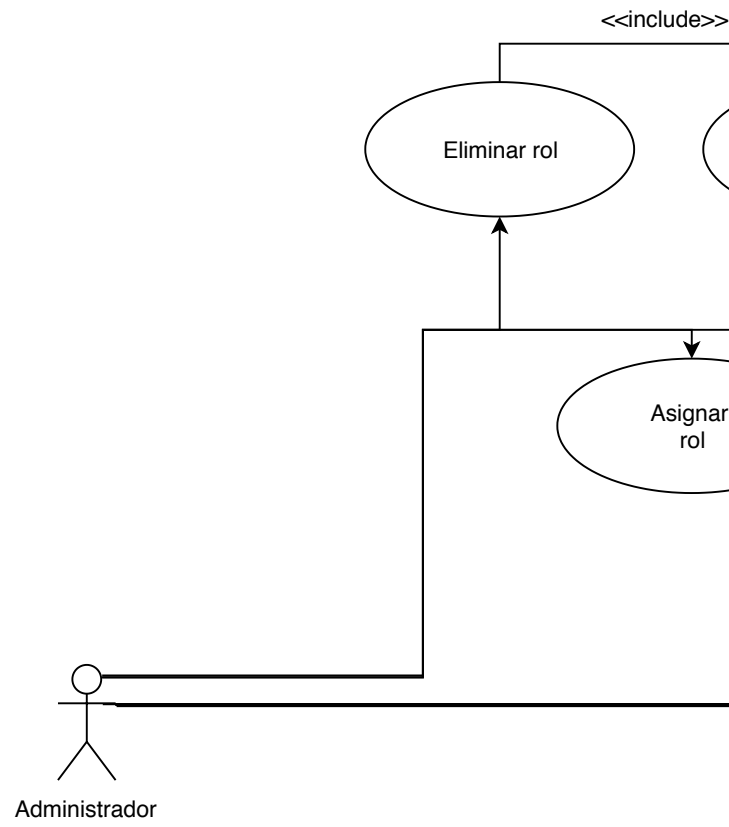 <<include>>
Eliminar rol
Asignar
rol
Administrador